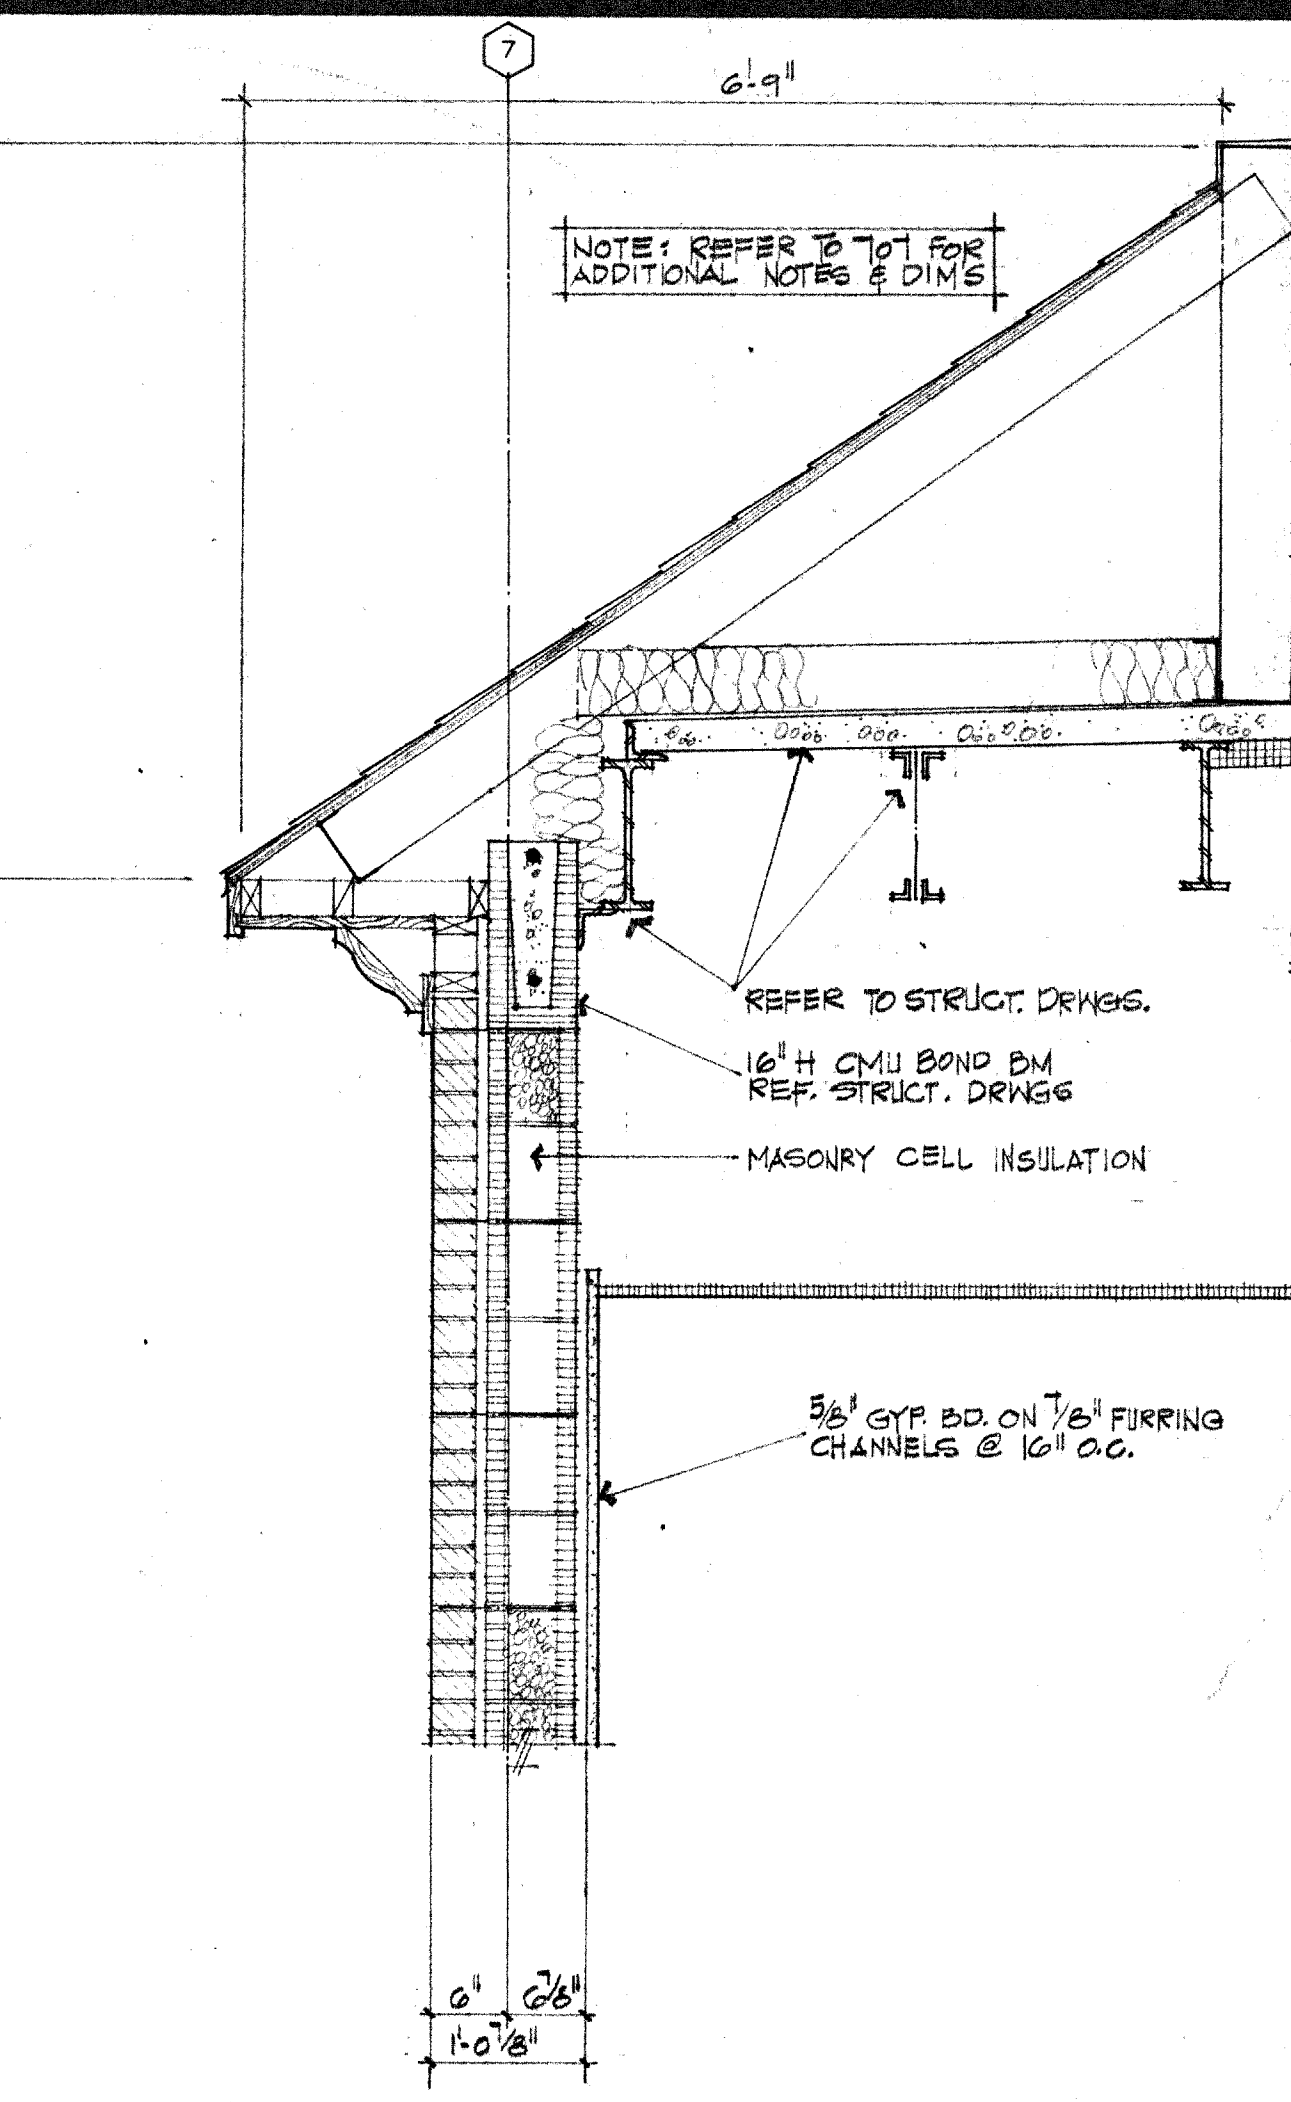 7
6'-9"
NOTE: REFER TO 701 FOR
ADDITIONAL NOTES & DIMS
REFER TO STRUCT. DRWGS.
16" H CMU BOND BM
REF. STRUCT. DRWGS
MASONRY CELL INSULATION
5/8" GYP. BD. ON 7/8" FURRING
CHANNELS @ 16" O.C.
6" 6 7/8"
1'-0 7/8"